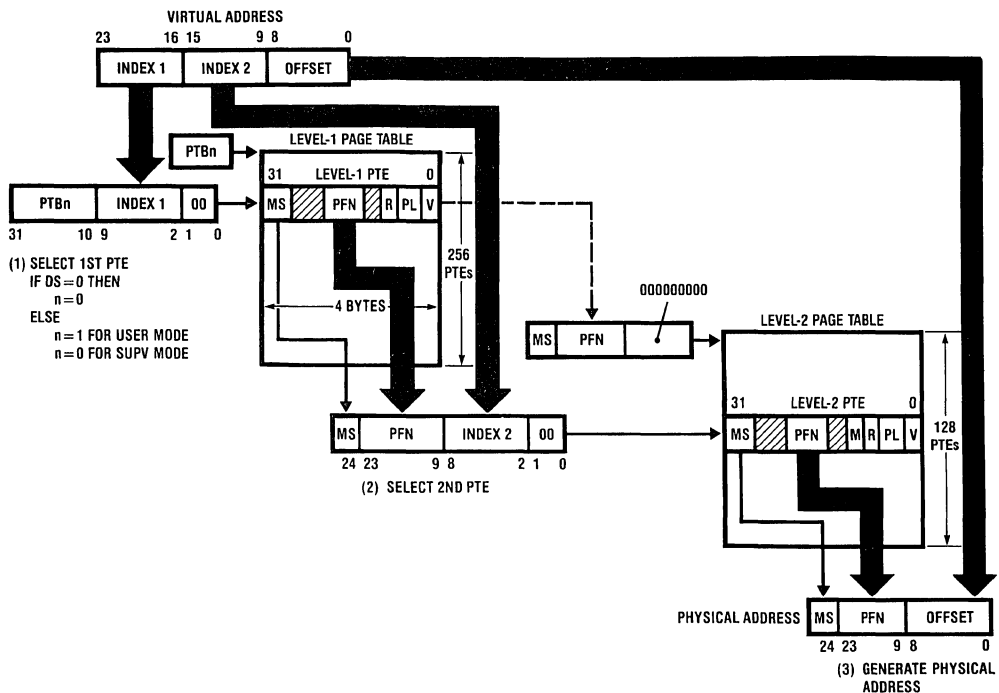 VIRTUAL ADDRESS
23 16 15 9 8 0
INDEX 1 INDEX 2 OFFSET
PTBn
LEVEL-1 PAGE TABLE
31 LEVEL-1 PTE 0
MS PFN R PL V
PTBn INDEX 1 00
31 10 9 2 1 0
(1) SELECT 1ST PTE
IF DS=0 THEN
n=0
ELSE
n=1 FOR USER MODE
n=0 FOR SUPV MODE
256
PTEs
4 BYTES
000000000
MS PFN
LEVEL-2 PAGE TABLE
31 LEVEL-2 PTE 0
MS PFN M R PL V
128
PTEs
MS PFN INDEX 2 00
24 23 9 8 2 1 0
(2) SELECT 2ND PTE
PHYSICAL ADDRESS MS PFN OFFSET
24 23 9 8 0
(3) GENERATE PHYSICAL
ADDRESS